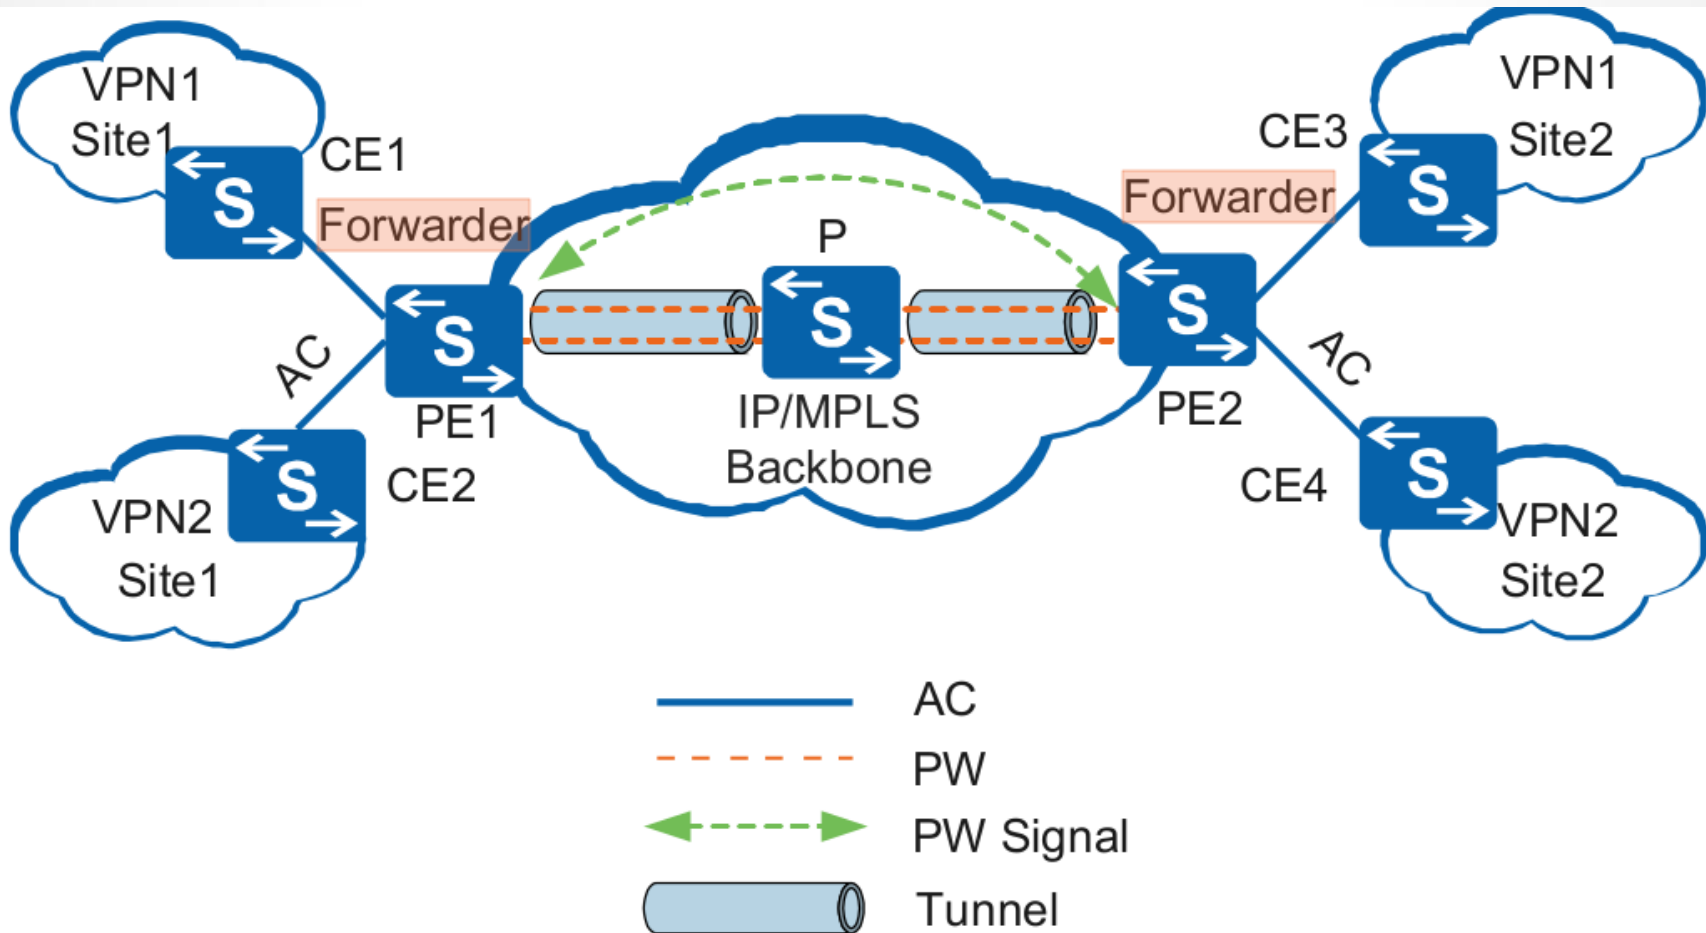 VPN1
Site1
CE1
Forwarder
S
AC
S
PE1
VPN2
Site1
S
CE2
P
S
IP/MPLS
Backbone
VPN1
Site2
CE3
S
Forwarder
S
PE2
AC
CE4
S
VPN2
Site2
AC
PW
PW Signal
Tunnel